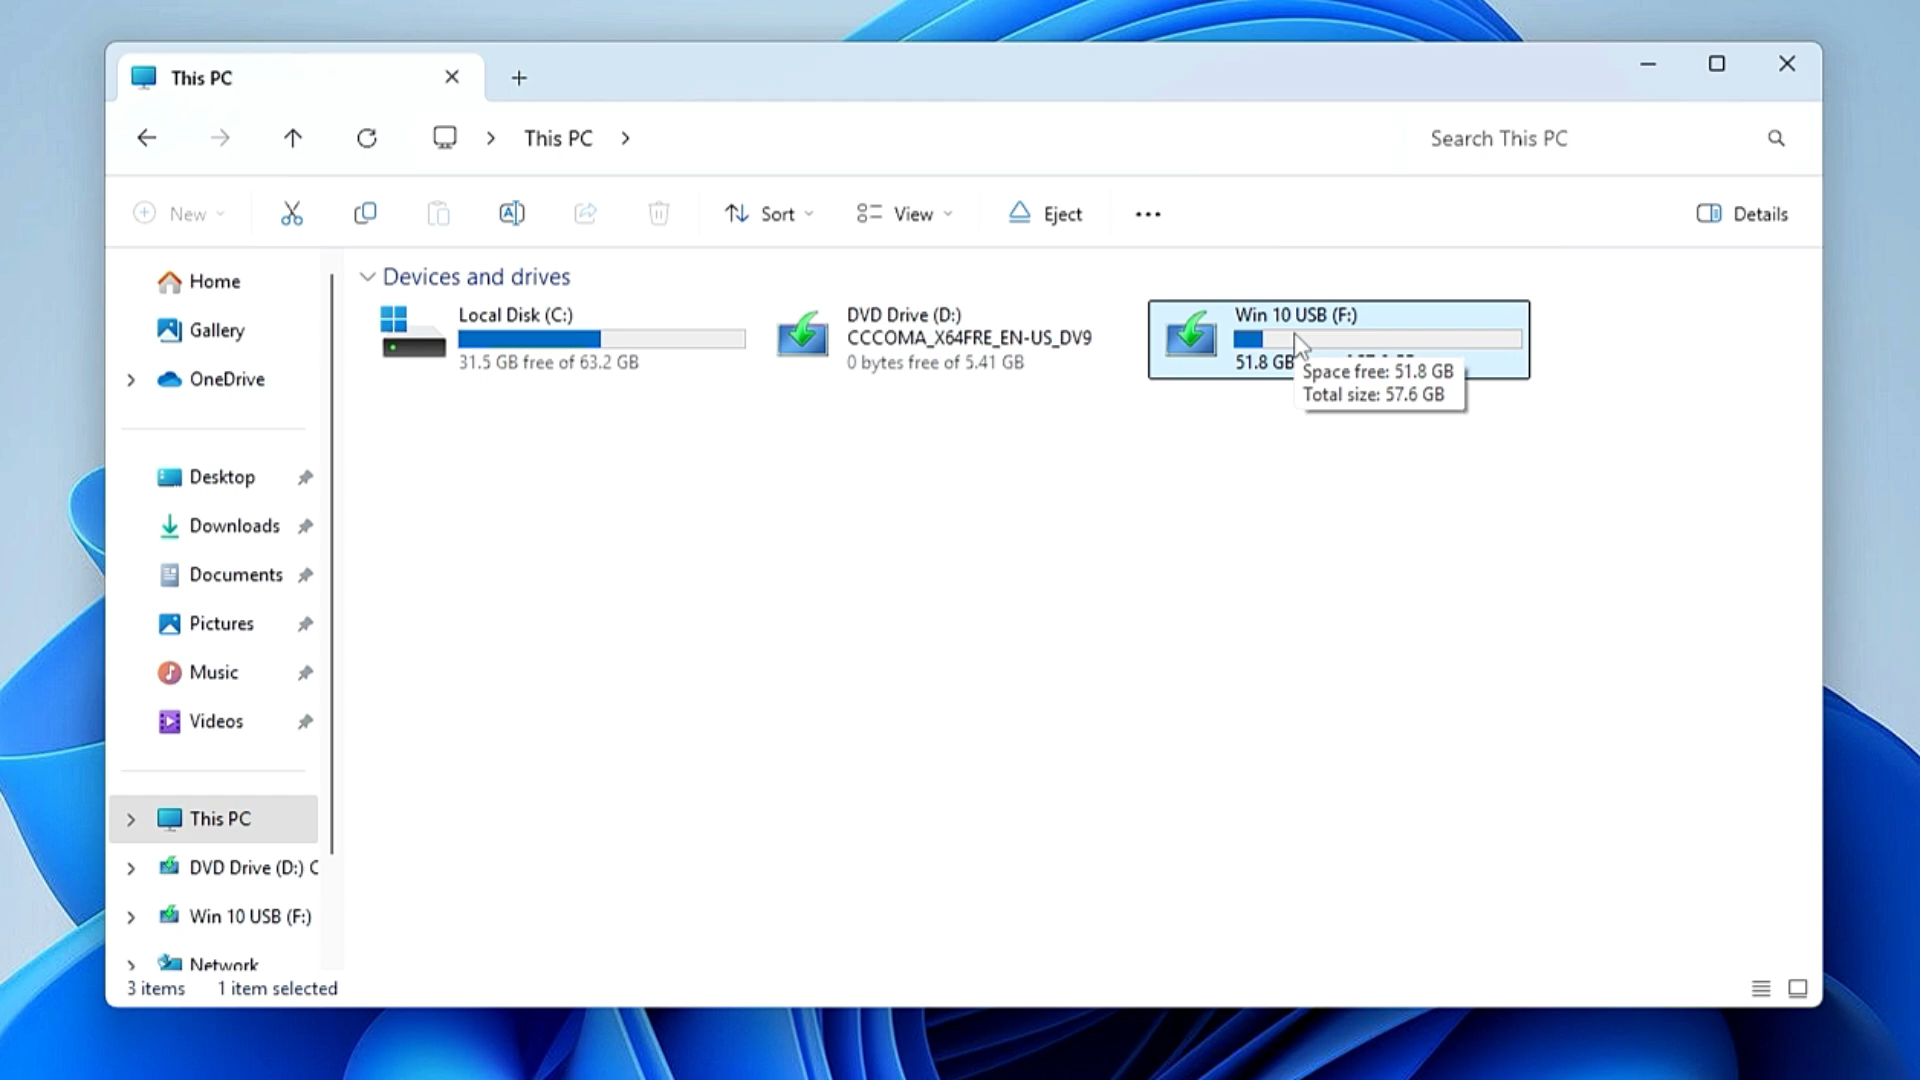 This PC
This PC
Search This PC
New
Sort
View
Eject
Details
Home
Gallery
OneDrive
Desktop
Downloads
Documents
Pictures
Music
Videos
This PC
DVD Drive (D:) C
Win 10 USB (F:)
Network
Devices and drives
Local Disk (C:)
31.5 GB free of 63.2 GB
DVD Drive (D:)
CCCOMA_X64FRE_EN-US_DV9
0 bytes free of 5.41 GB
Win 10 USB (F:)
51.8 GB
Space free: 51.8 GB
Total size: 57.6 GB
3 items 1 item selected